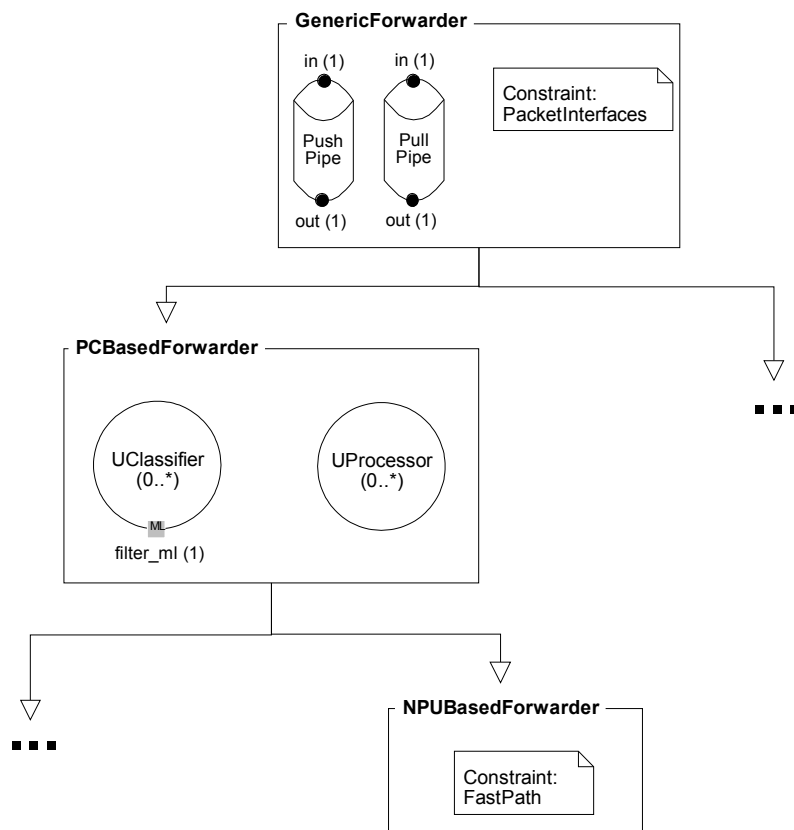 GenericForwarder
in (1)
in (1)
Constraint:
PacketInterfaces
Push
Pipe
Pull
Pipe
out (1)
out (1)
PCBasedForwarder
UClassifier
(0..*)
UProcessor
(0..*)
ML
filter_ml (1)
NPUBasedForwarder
Constraint:
FastPath